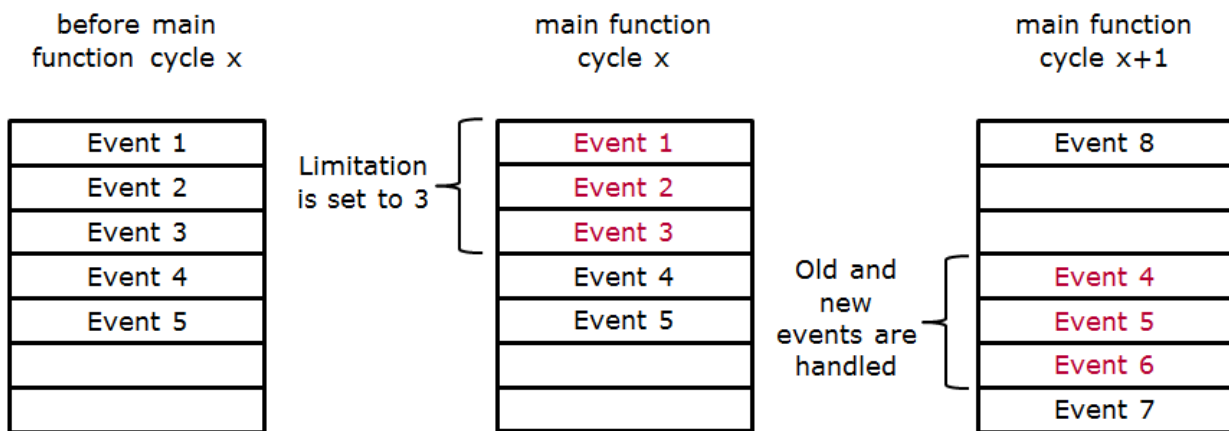 before main
function cycle x
main function
cycle x
main function
cycle x+1
Event 1
Event 2
Event 3
Event 4
Event 5
Limitation
is set to 3
Event 1
Event 2
Event 3
Event 4
Event 5
Old and
new
events are
handled
Event 8
Event 4
Event 5
Event 6
Event 7